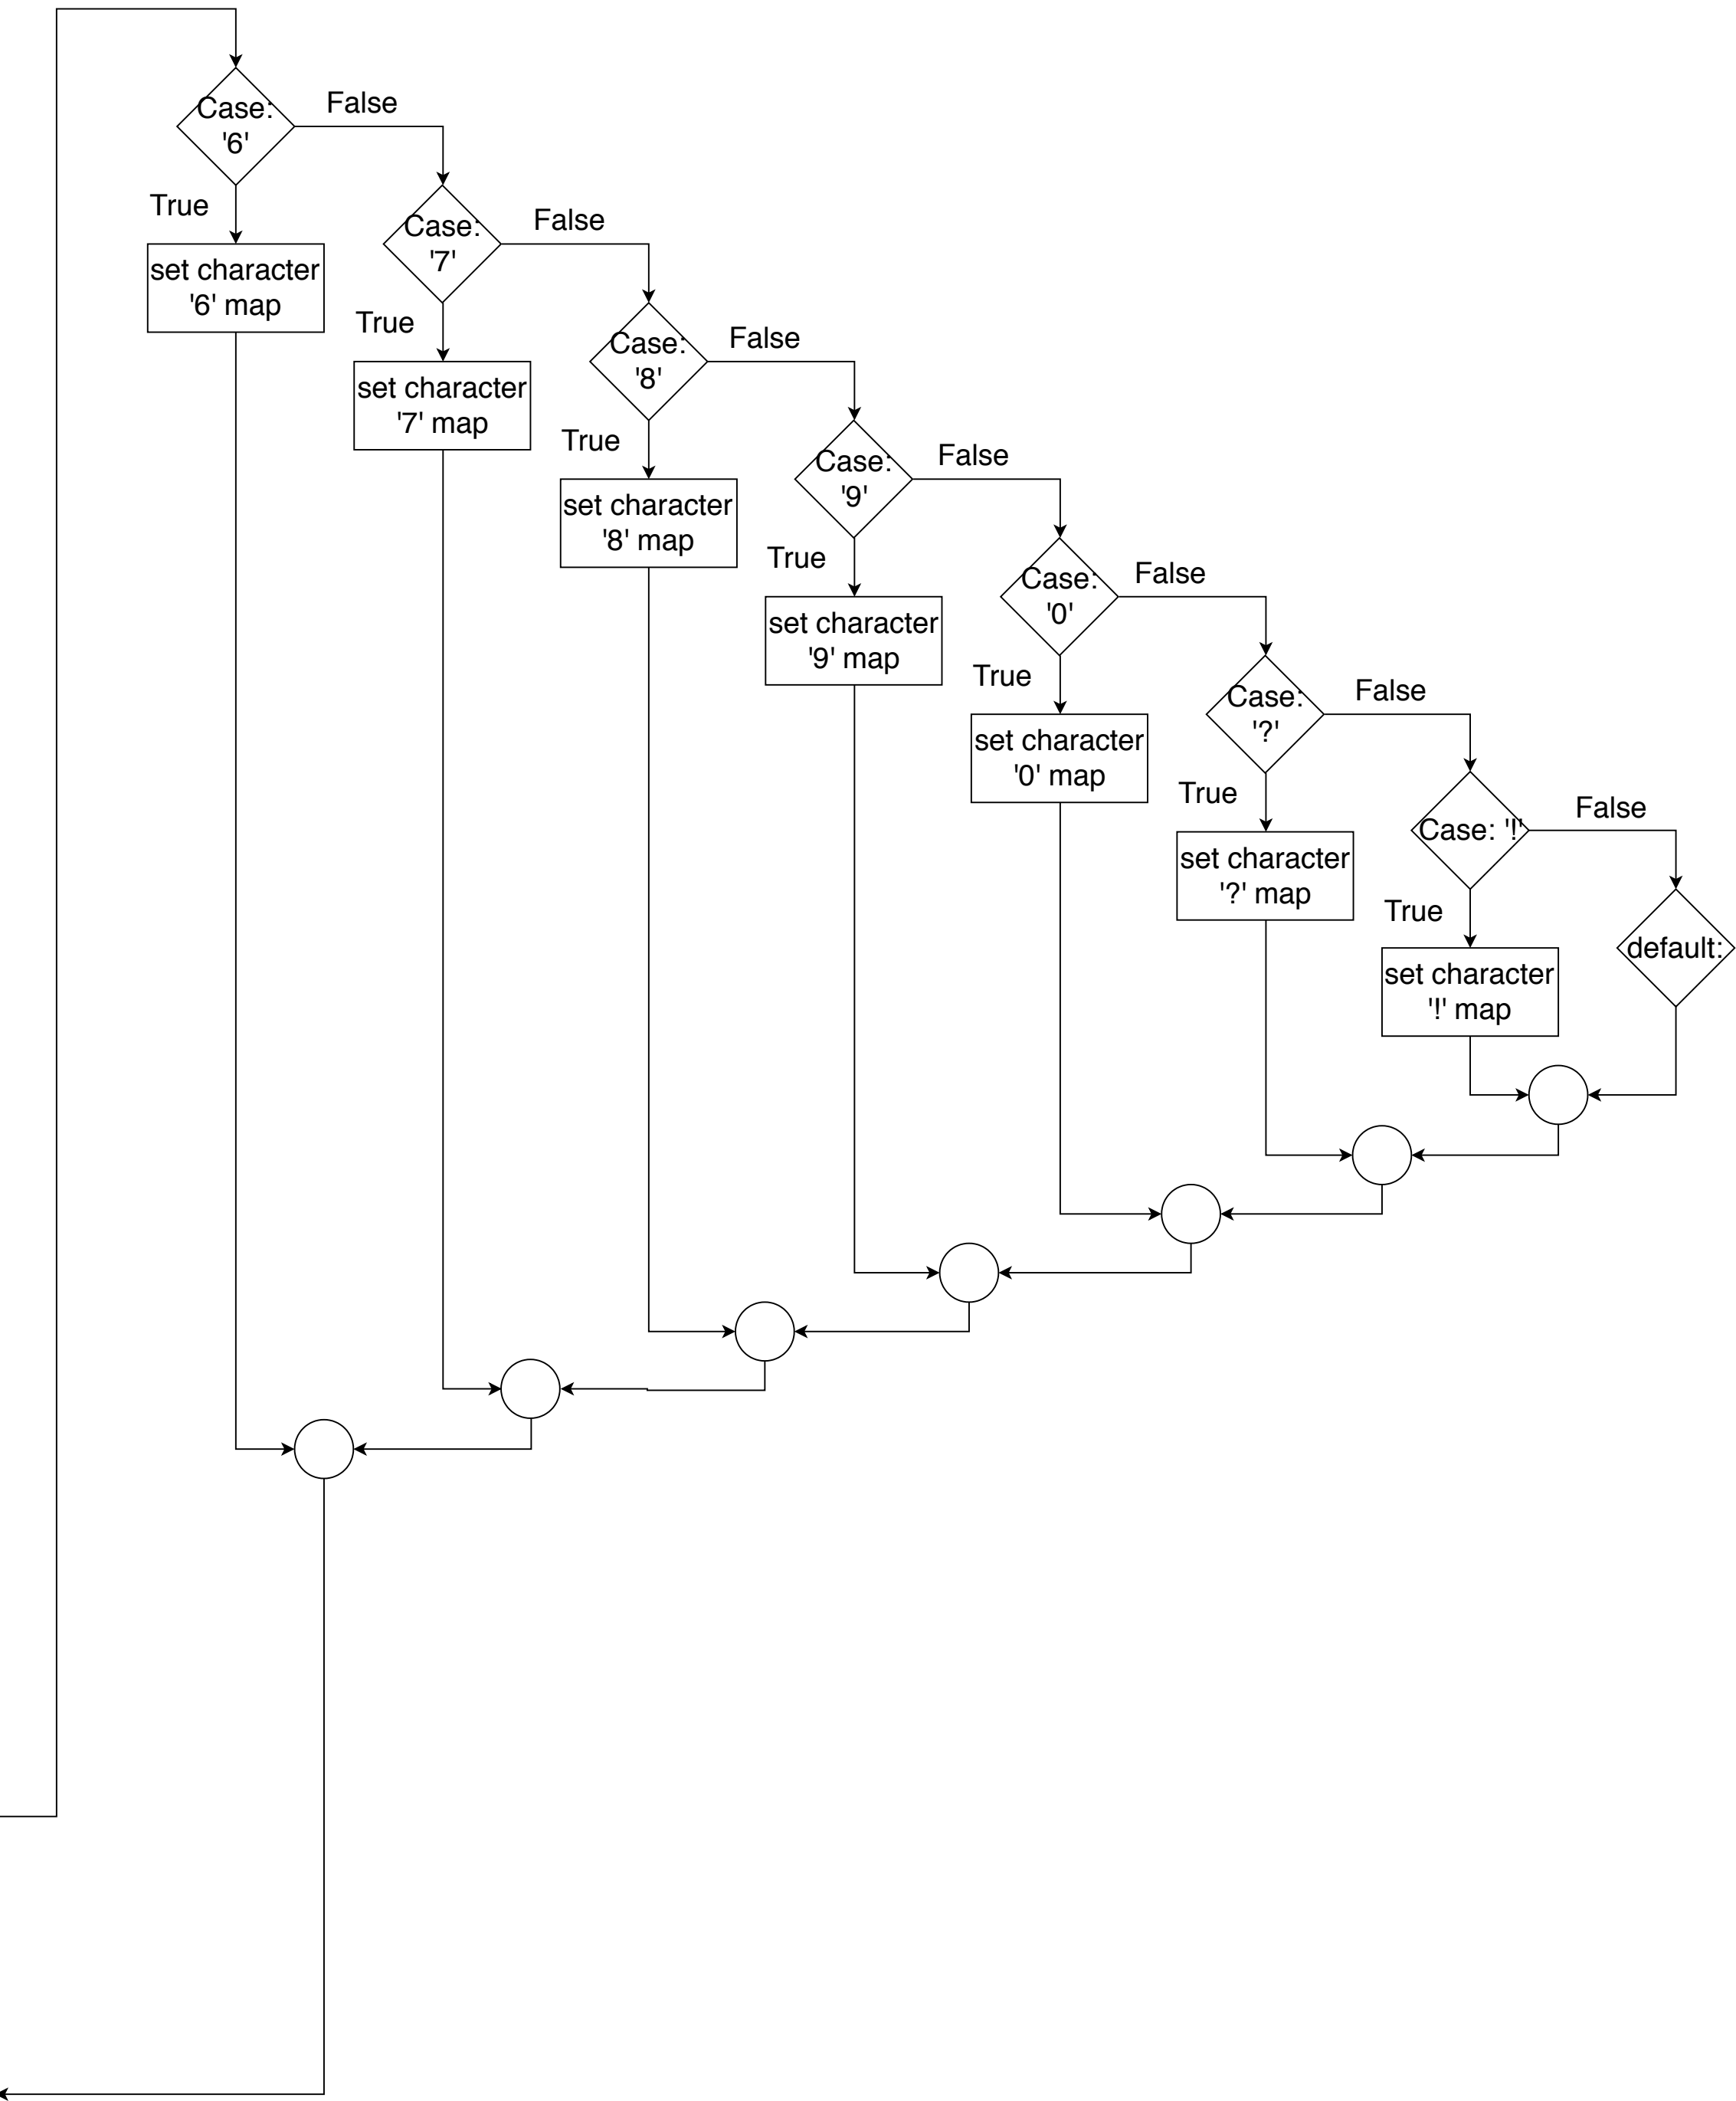 Case:
'6'
False
True
set character
'6' map
Case:
'7'
False
True
set character
'7' map
Case:
'8'
False
True
set character
'8' map
Case:
'9'
False
True
set character
'9' map
Case:
'0'
False
True
set character
'0' map
Case:
'?'
False
True
set character
'?' map
Case: '!'
False
True
set character
'!' map
default: